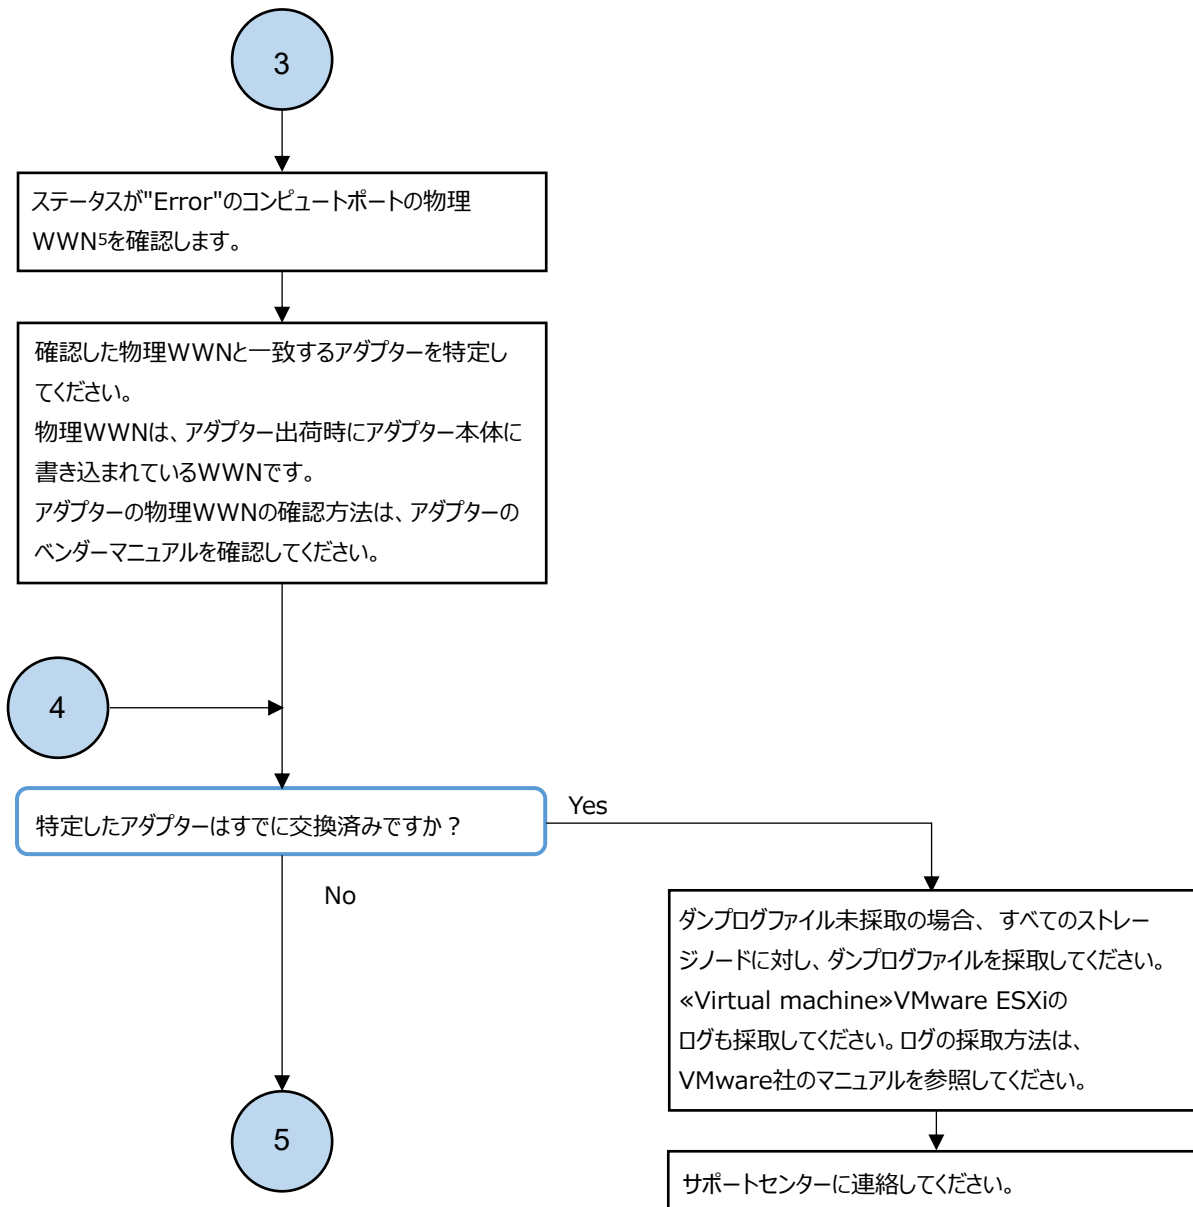 3
ステータスが"Error"のコンピュートポートの物理
WWN5を確認します。
確認した物理WWNと一致するアダプターを特定し
てください。
物理WWNは、アダプター出荷時にアダプター本体に
書き込まれているWWNです。
アダプターの物理WWNの確認方法は、アダプターの
ベンダーマニュアルを確認してください。
4
特定したアダプターはすでに交換済みですか？
Yes
No
ダンプログファイル未採取の場合、すべてのストレー
ジノードに対し、ダンプログファイルを採取してください。
«Virtual machine»VMware ESXiの
ログも採取してください。ログの採取方法は、
VMware社のマニュアルを参照してください。
5
サポートセンターに連絡してください。